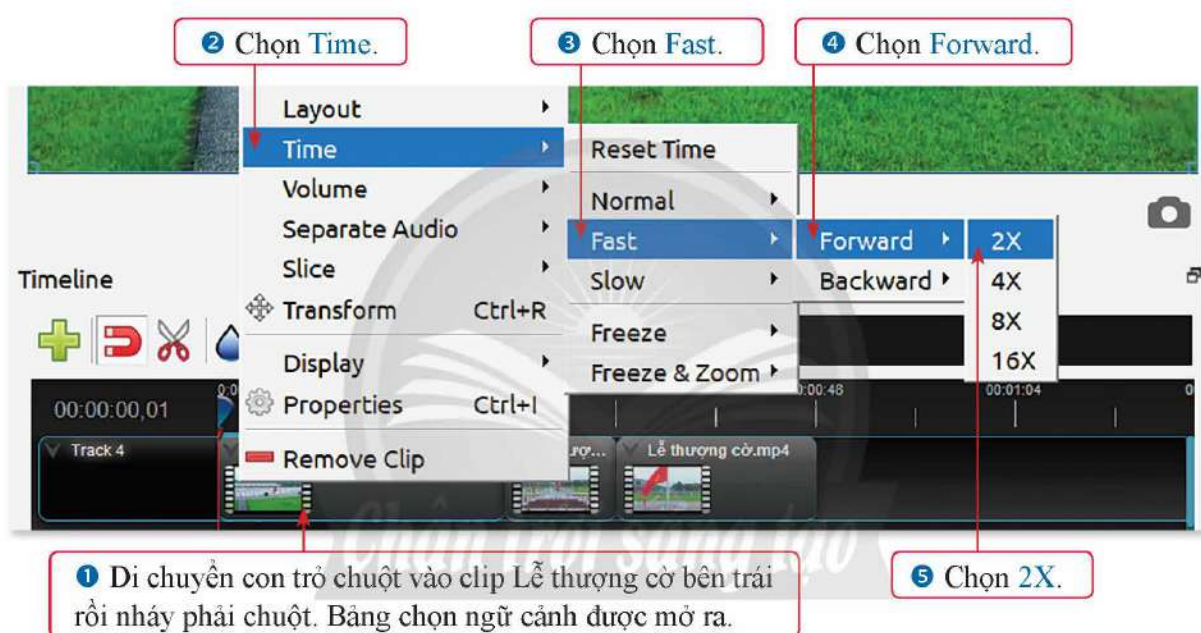 ❷ Chọn Time.
❸ Chọn Fast.
❹ Chọn Forward.
Layout
Time
Volume
Separate Audio
Slice
Transform Ctrl+R
Display
Properties Ctrl+I
Remove Clip
Reset Time
Normal
Fast
Slow
Freeze
Freeze & Zoom
Forward
Backward
2X
4X
8X
16X
Timeline
00:00:00,01
00:01:04
Track 4
Lễ thượng cờ.mp4
Chân trời sáng tạo
❶ Di chuyển con trỏ chuột vào clip Lễ thượng cờ bên trái
rồi nháy phải chuột. Bảng chọn ngữ cảnh được mở ra.
❺ Chọn 2X.